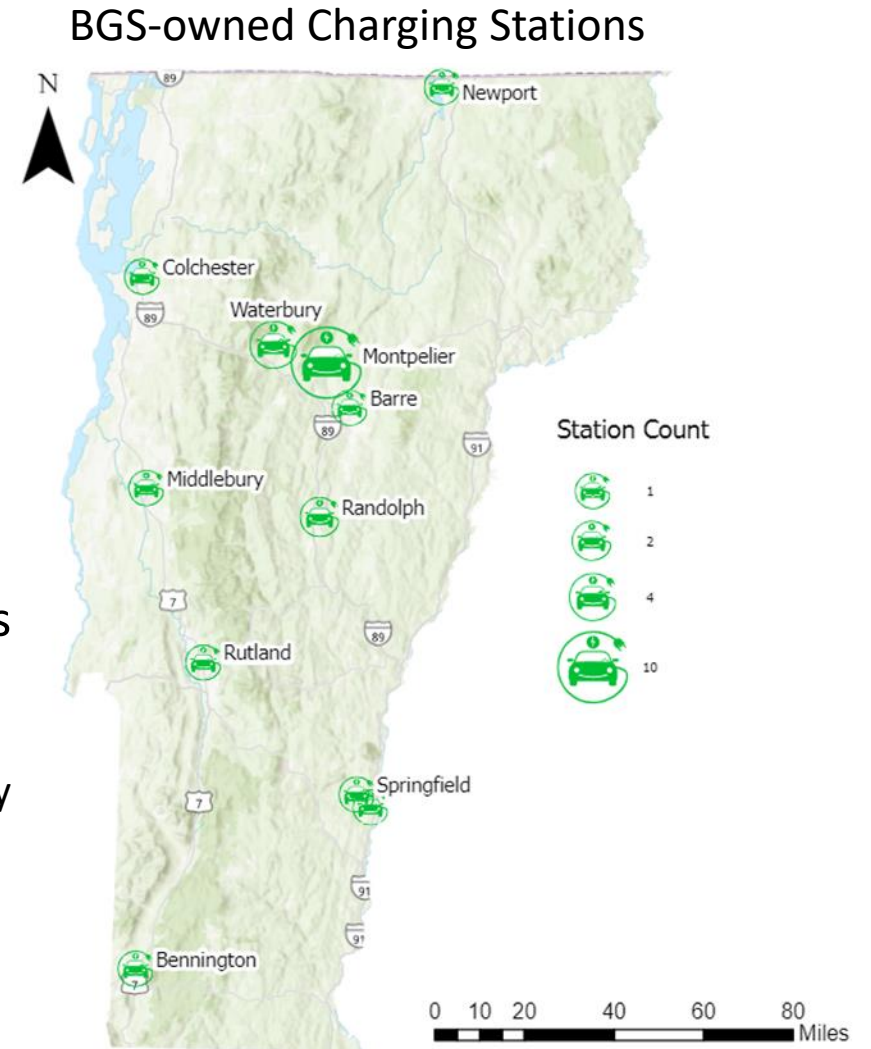 BGS-owned Charging Stations
N
89
Newport
Colchester
89
Waterbury
Montpelier
Barre
89
91
Station Count
1
Middlebury
Randolph
2
4
7
s
89
Rutland
10
y
Springfield
7
91
91
Bennington
7
0 10 20 40 60 80
Miles